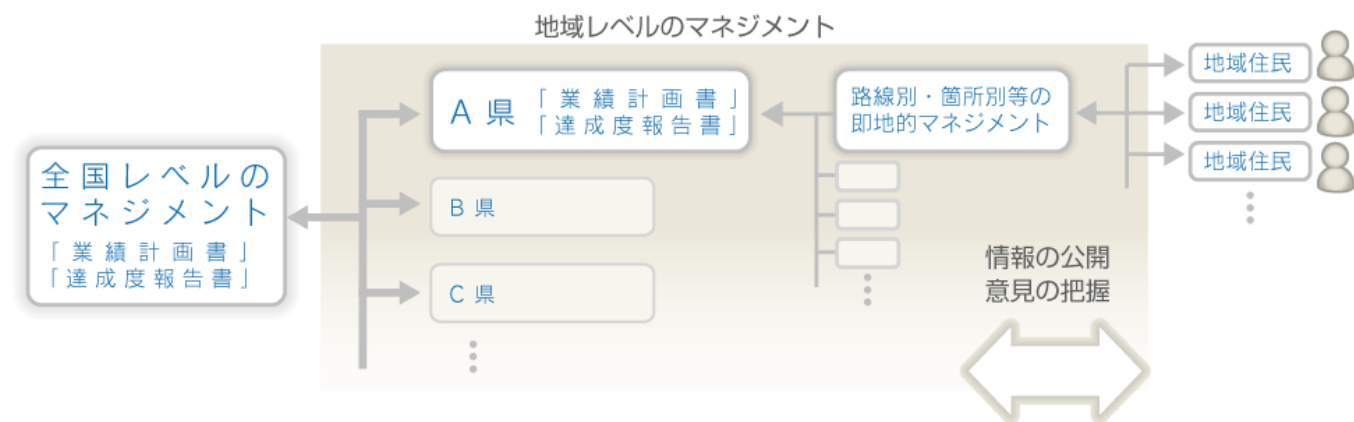 地域レベルのマネジメント
全国レベルの
マネジメント
「業績計画書」
「達成度報告書」
A県
「業績計画書」
「達成度報告書」
B県
C県
路線別・箇所別等の
即地的マネジメント
地域住民
地域住民
地域住民
情報の公開
意見の把握